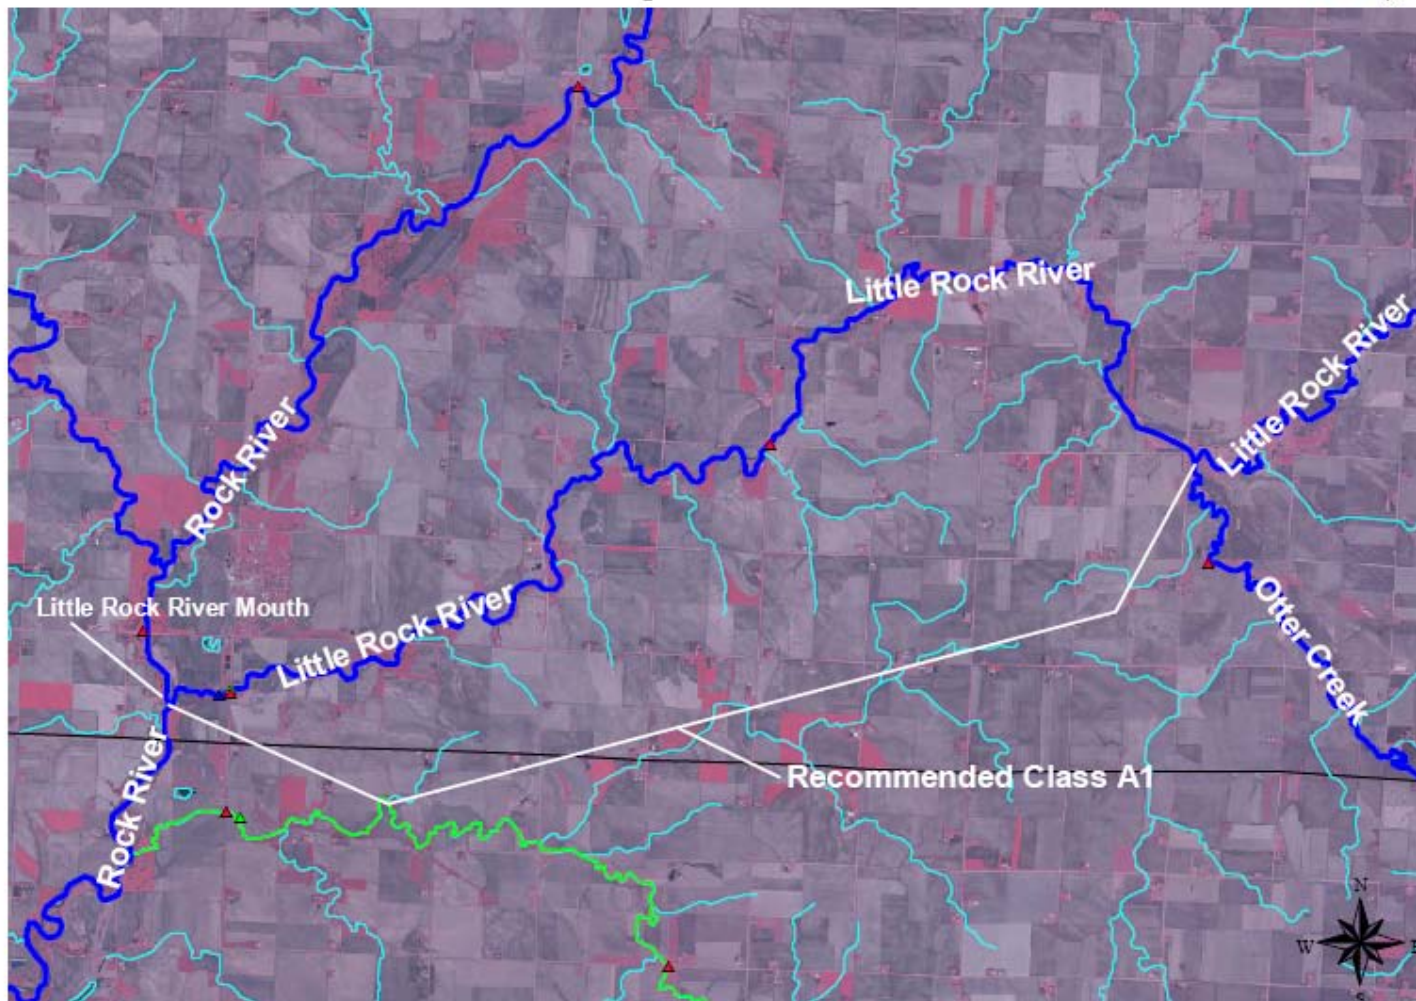 Little Rock River
Little Rock River
Rock River
Little Rock River Mouth
Little Rock River
Otter Creek
Rock River
Recommended Class A1
N
W